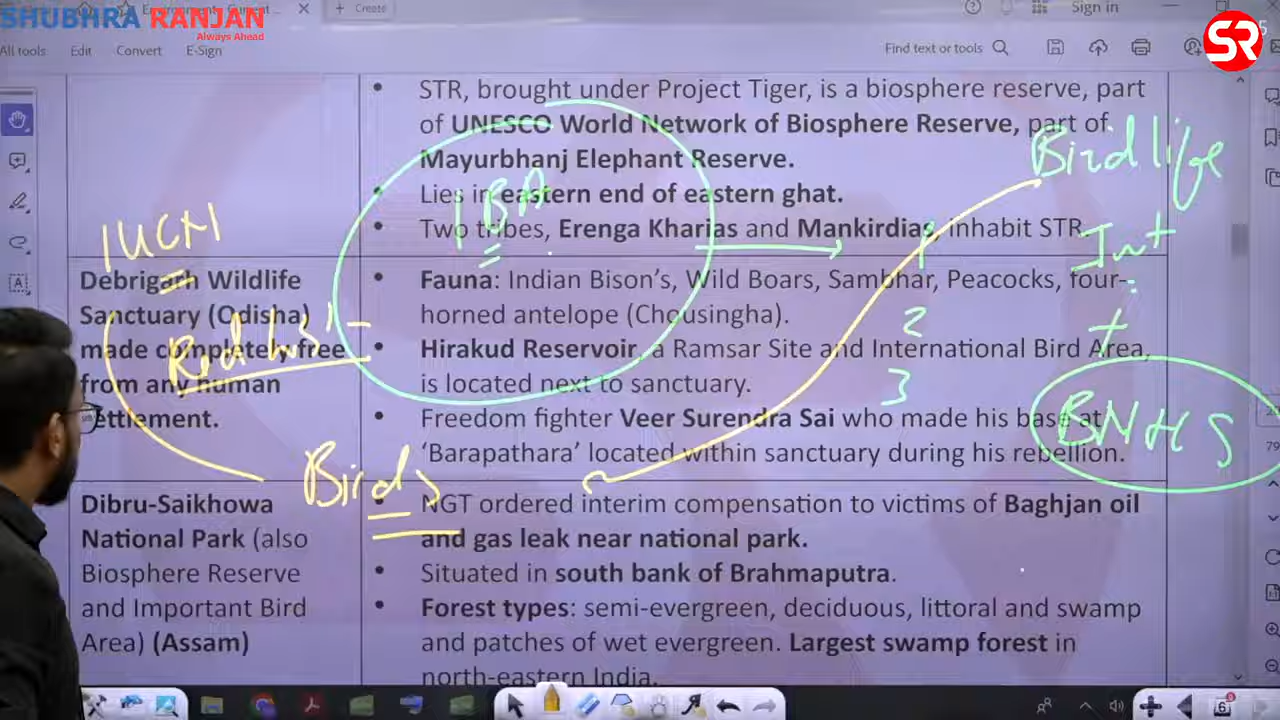 SHUBHRA RANJAN
Always Ahead
Create
Sign in
All tools Edit Convert E-Sign
Find text or tools
SR
• STR, brought under Project Tiger, is a biosphere reserve, part
of UNESCO World Network of Biosphere Reserve, part of
Mayurbhanj Elephant Reserve.
• Lies in eastern end of eastern ghat.
• Two tribes, Erenga Kharias and Mankirdias, inhabit STR.
Debrigarh Wildlife
Sanctuary (Odisha)
made completely free
from any human
settlement.
• Fauna: Indian Bison's, Wild Boars, Sambhar, Peacocks, four-
horned antelope (Chousingha).
• Hirakud Reservoir, a Ramsar Site and International Bird Area,
is located next to sanctuary.
• Freedom fighter Veer Surendra Sai who made his base at
'Barapathara' located within sanctuary during his rebellion.
Dibru-Saikhowa
National Park (also
Biosphere Reserve
and Important Bird
Area) (Assam)
• NGT ordered interim compensation to victims of Baghjan oil
and gas leak near national park.
• Situated in south bank of Brahmaputra.
• Forest types: semi-evergreen, deciduous, littoral and swamp
and patches of wet evergreen. Largest swamp forest in
north-eastern India.
IUCN
Red List
Birds
IBA
1
2
3
Birdlife
Int
+
BNHS